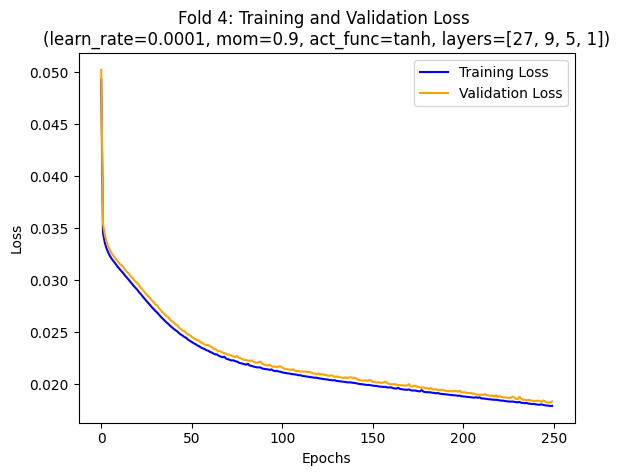 Fold 4: Training and Validation Loss
(learn_rate=0.0001, mom=0.9, act_func=tanh, layers=[27, 9, 5, 1])
Training Loss
Validation Loss
0.050
0.045
0.040
0.035
0.030
0.025
0.020
Loss
0 50 100 150 200 250
Epochs